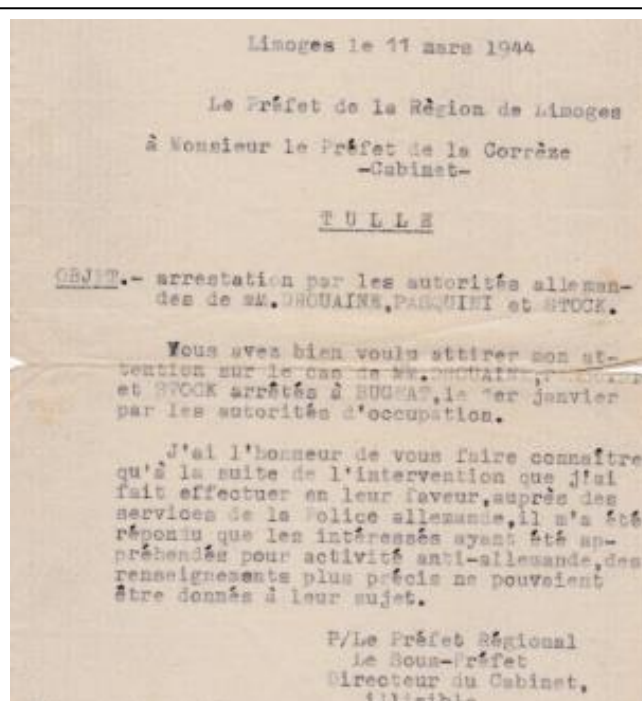 Limoges le 11 mars 1944
Le Préfet de la Règion de Limoges
à Monsieur le Préfet de la Corrèze
-Cabinet-
T U L L E
OBJET.- arrestation par les autorités alleman-
des de MM.DROUAINE,PASQUINI et STOCK.
Vous avez bien voulu attirer mon at-
tention sur le cas de MM.DROUAINE,
et STOCK arrêtés à BUGEAT,le 1er janvier
par les autorités d'occupation.
J'ai l'honneur de vous faire connaître
qu'à la suite de l'intervention que j'ai
fait effectuer en leur faveur,auprès des
services de la Police allemande,il m'a été
répondu que les intéressés ayant été ap-
préhendés pour activité anti-allemande,des
renseignements plus précis ne pouvaient
être donnés à leur sujet.
P/Le Préfet Régional
Le Sous-Préfet
Directeur du Cabinet,
illisible